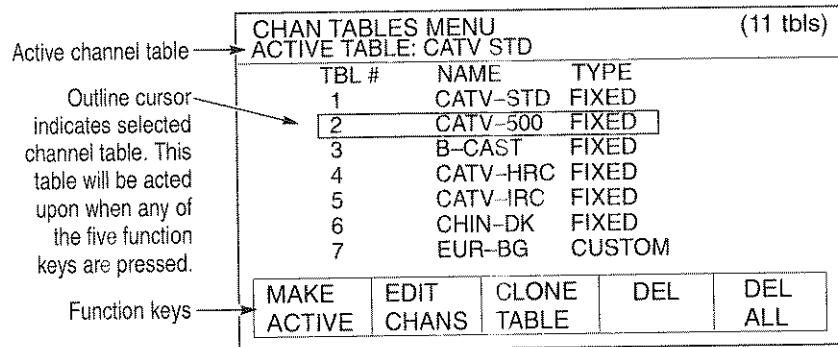 CHAN TABLES MENU (11 tbls)
ACTIVE TABLE: CATV STD
Active channel table
TBL # NAME TYPE
1 CATV–STD FIXED
2 CATV–500 FIXED
3 B–CAST FIXED
4 CATV–HRC FIXED
5 CATV–IRC FIXED
6 CHIN–DK FIXED
7 EUR–BG CUSTOM
Outline cursor
indicates selected
channel table. This
table will be acted
upon when any of
the five function
keys are pressed.
Function keys
MAKE ACTIVE
EDIT CHANS
CLONE TABLE
DEL
DEL ALL